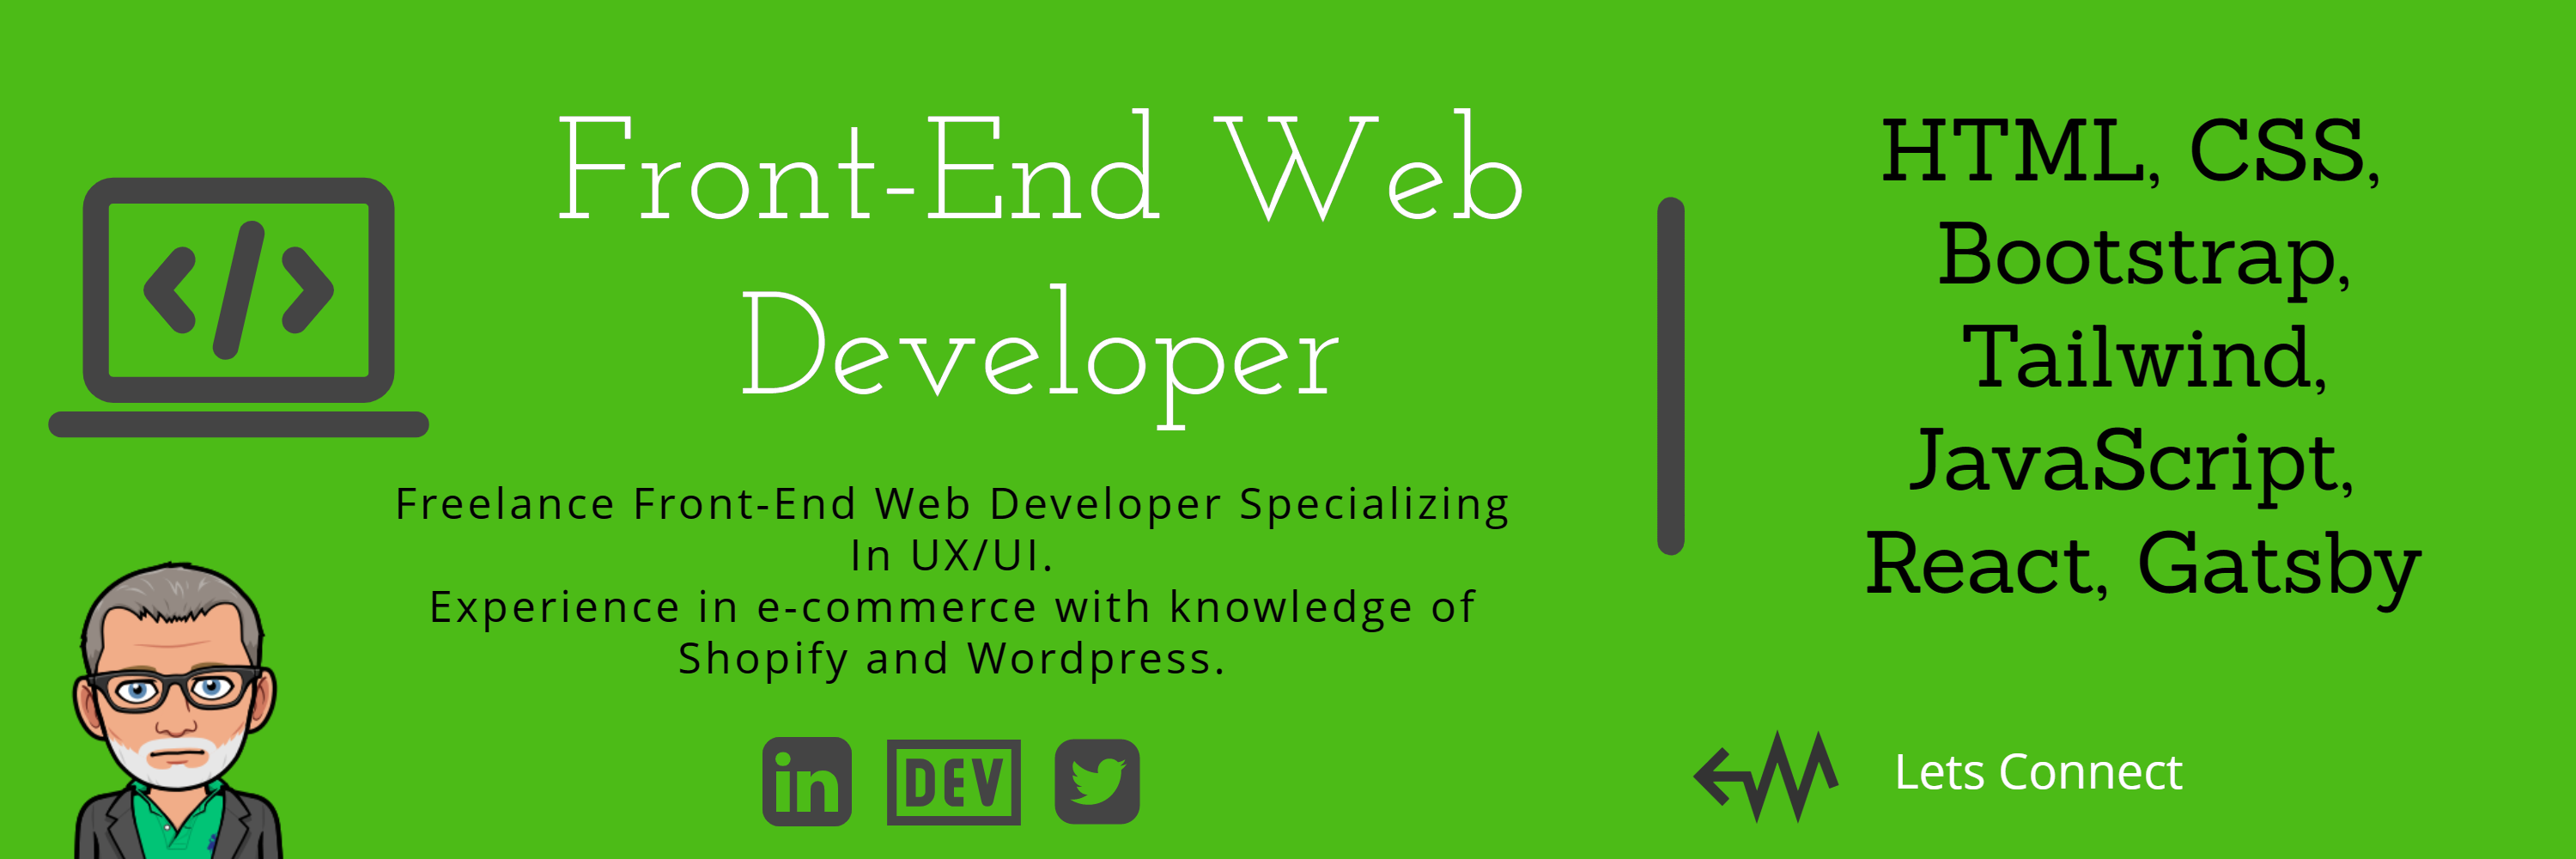 Front-End Web
Developer
Freelance Front-End Web Developer Specializing
In UX/UI.
Experience in e-commerce with knowledge of
Shopify and Wordpress.
in
DEV
HTML, CSS,
Bootstrap,
Tailwind,
JavaScript,
React, Gatsby
Lets Connect